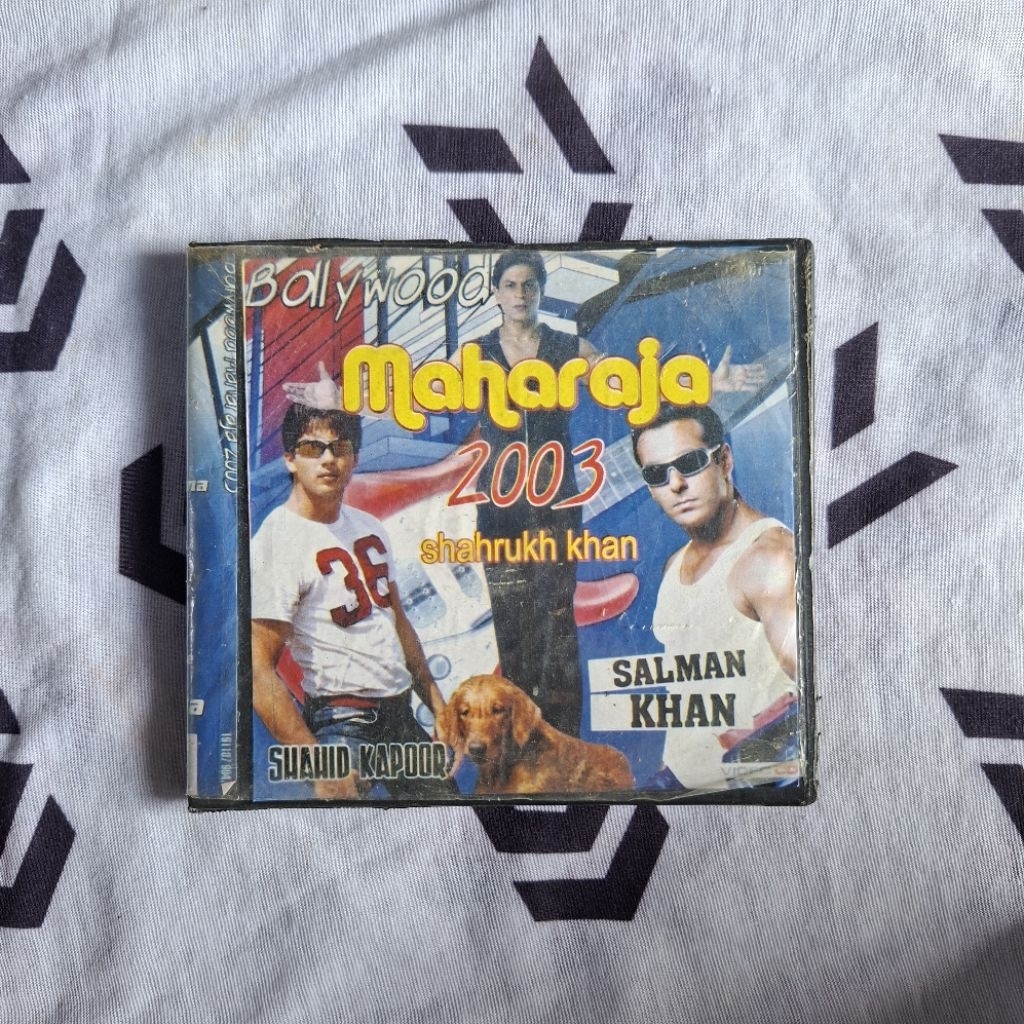 Bollywood
Maharaja
2003
shahrukh khan
36
SALMAN
KHAN
SHAHID KAPOOR